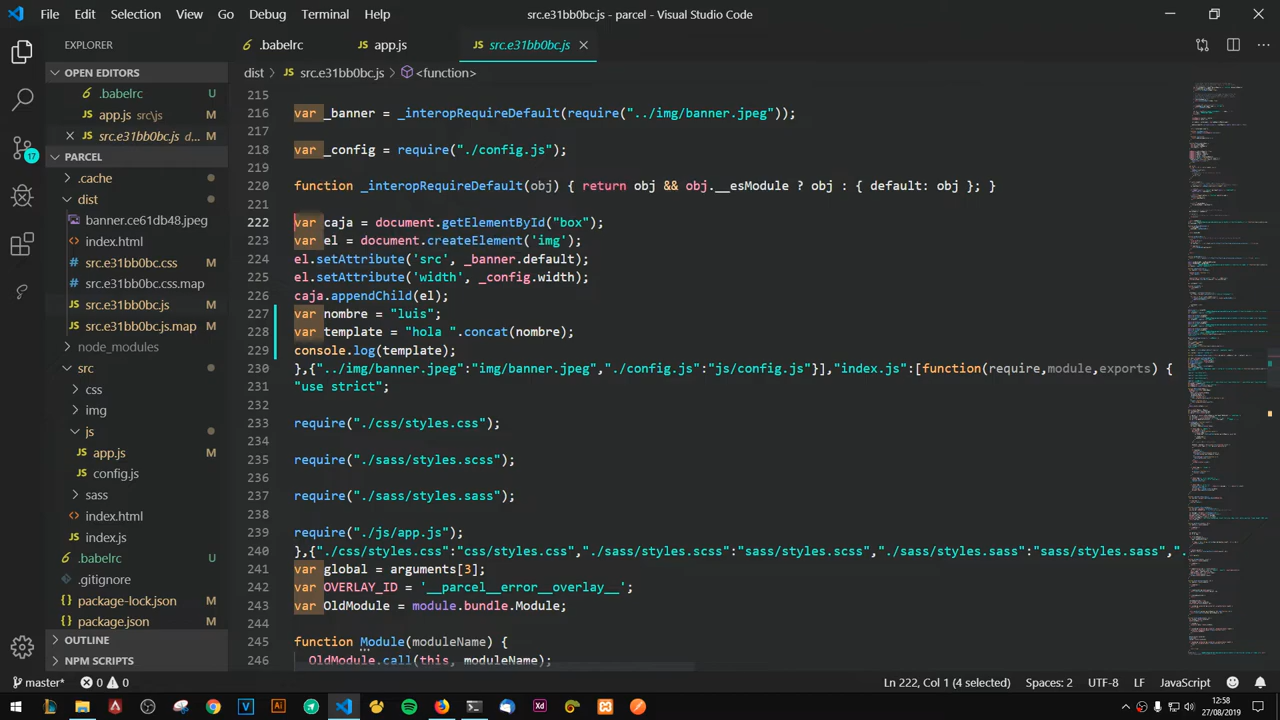 File Edit Selection View Go Debug Terminal Help src.e31bb0bc.js - parcel - Visual Studio Code
EXPLORER
OPEN EDITORS
.babelrc U
app.js src\js
src.e31bb0bc.js d...
17
PARCEL
.cache
dist
banner.ce61db48.jpeg
index.html M
src.e31bb0bc.css M
src.e31bb0bc.css.map M
src.e31bb0bc.js M
src.e31bb0bc.js.map M
node_modules
src
css
img
js
app.js M
config.js
sass
index.html
index.js
.babelrc U
.gitignore
package-lock.json M
package.json M
OUTLINE
NPM SCRIPTS
.babelrc JS app.js JS src.e31bb0bc.js
dist > JS src.e31bb0bc.js > <function>
215
216 var _banner = _interopRequireDefault(require("../img/banner.jpeg"));
217
218 var _config = require("./config.js");
219
220 function _interopRequireDefault(obj) { return obj && obj.__esModule ? obj : { default: obj }; }
221
222 var caja = document.getElementById("box");
223 var el = document.createElement('img');
224 el.setAttribute('src', _banner.default);
225 el.setAttribute('width', _config.width);
226 caja.appendChild(el);
227 var nombre = "luis";
228 var template = "hola ".concat(nombre);
229 console.log(template);
230 },{"../img/banner.jpeg":"img/banner.jpeg","./config.js":"js/config.js"}],"index.js":[function(require,module,exports) {
231 "use strict";
232
233 require("./css/styles.css");
234
235 require("./sass/styles.scss");
236
237 require("./sass/styles.sass");
238
239 require("./js/app.js");
240 },{"./css/styles.css":"css/styles.css","./sass/styles.scss":"sass/styles.scss","./sass/styles.sass":"sass/styles.sass",".
241 var global = arguments[3];
242 var OVERLAY_ID = '__parcel__error__overlay__';
243 var OldModule = module.bundle.Module;
244
245 function Module(moduleName)
246 OldModule.call(this, moduleName);
master* 0 0 Ln 222, Col 1 (4 selected) Spaces: 2 UTF-8 LF JavaScript
12:58
27/08/2019